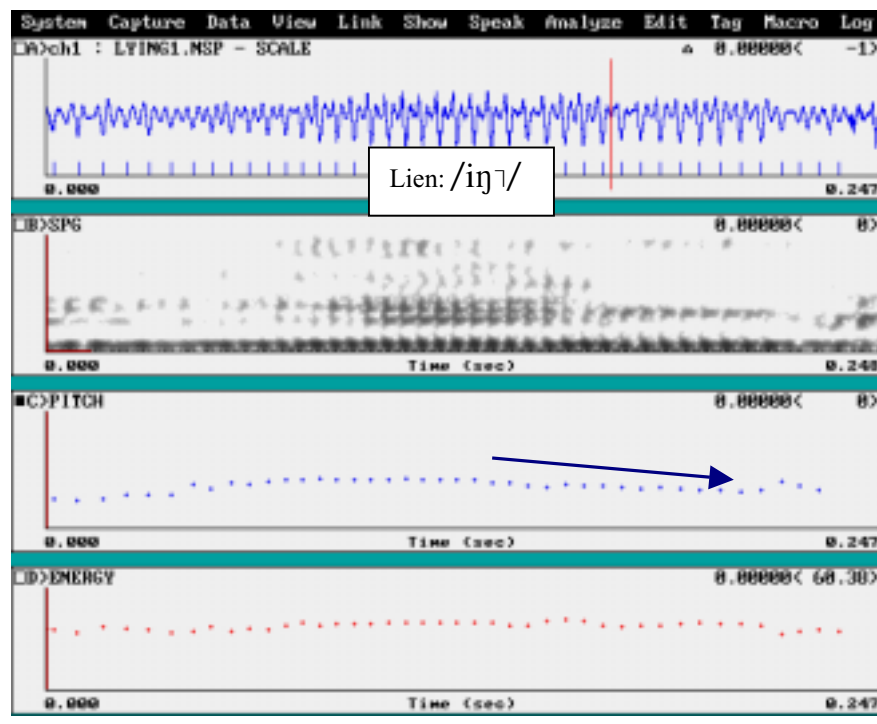 System Capture Data View Link Show Speak Analyze Edit Tag Macro Log
□A>ch1 : LYING1.NSP - SCALE 0.00000< -1>
Lien: /iŋ˥/
0.000 0.247
□B>SPG 0.00000< 0>
0.000 Time (sec) 0.248
■C>PITCH 0.00000< 0>
0.000 Time (sec) 0.247
□D>ENERGY 0.00000< 60.38>
0.000 Time (sec) 0.247